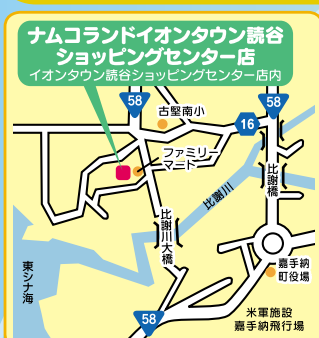 ナムコランドイオンタウン読谷
ショッピングセンター店
イオンタウン読谷ショッピングセンター店内
58
58
古堅南小
16
ファミリー
マート
比謝橋
比謝川
比謝川大橋
嘉手納
町役場
東シナ海
58
米軍施設
嘉手納飛行場